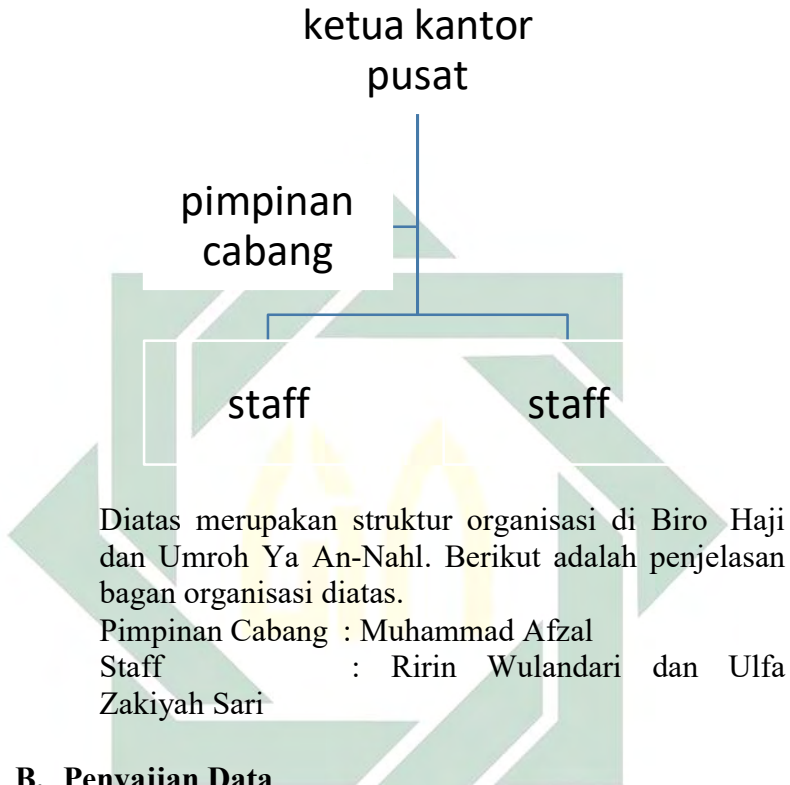 ketua kantor
pusat
pimpinan
cabang
staff staff
Diatas merupakan struktur organisasi di Biro Haji
dan Umroh Ya An-Nahl. Berikut adalah penjelasan
bagan organisasi diatas.
Pimpinan Cabang : Muhammad Afzal
Staff : Ririn Wulandari dan Ulfa
Zakiyah Sari
B. Penyajian Data